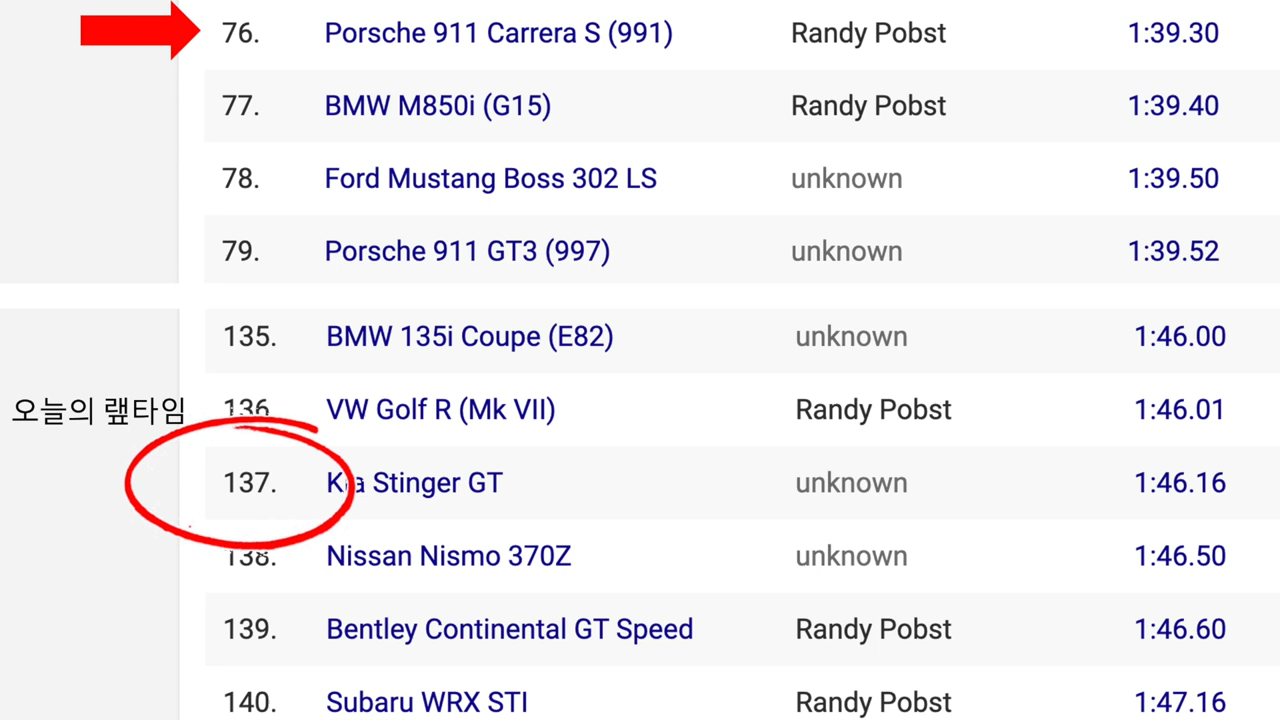 76. Porsche 911 Carrera S (991) Randy Pobst 1:39.30
77. BMW M850i (G15) Randy Pobst 1:39.40
78. Ford Mustang Boss 302 LS unknown 1:39.50
79. Porsche 911 GT3 (997) unknown 1:39.52
135. BMW 135i Coupe (E82) unknown 1:46.00
오늘의 랲타임 136. VW Golf R (Mk VII) Randy Pobst 1:46.01
137. Kia Stinger GT unknown 1:46.16
138. Nissan Nismo 370Z unknown 1:46.50
139. Bentley Continental GT Speed Randy Pobst 1:46.60
140. Subaru WRX STI Randy Pobst 1:47.16